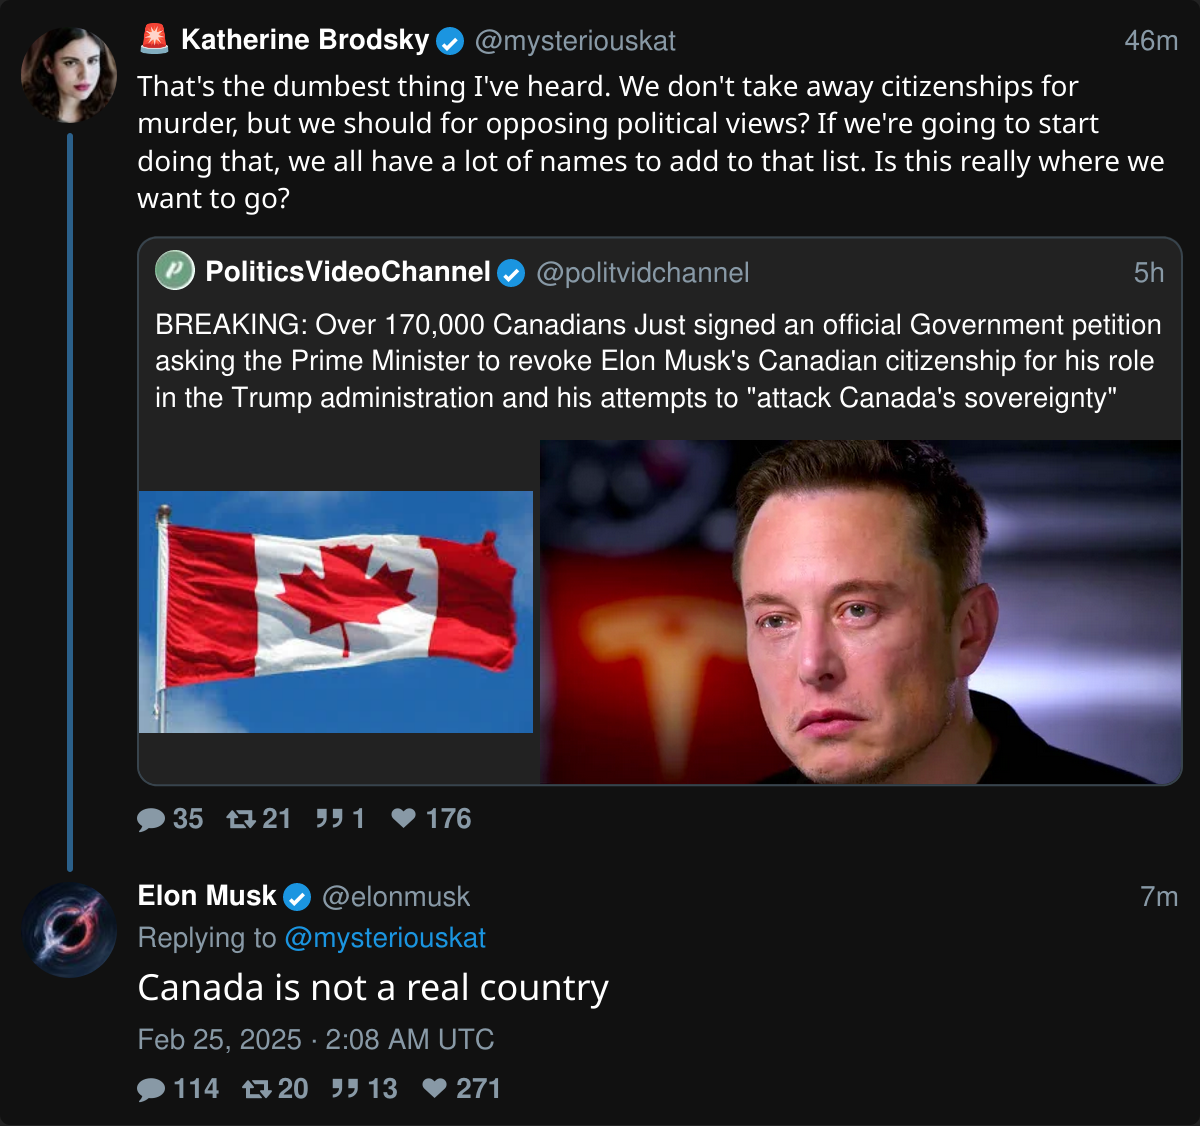 🚨 Katherine Brodsky @mysteriouskat 46m
That's the dumbest thing I've heard. We don't take away citizenships for
murder, but we should for opposing political views? If we're going to start
doing that, we all have a lot of names to add to that list. Is this really where we
want to go?
PoliticsVideoChannel @politvidchannel 5h
BREAKING: Over 170,000 Canadians Just signed an official Government petition
asking the Prime Minister to revoke Elon Musk's Canadian citizenship for his role
in the Trump administration and his attempts to "attack Canada's sovereignty"
35 21 1 176
Elon Musk @elonmusk 7m
Replying to @mysteriouskat
Canada is not a real country
Feb 25, 2025 · 2:08 AM UTC
114 20 13 271